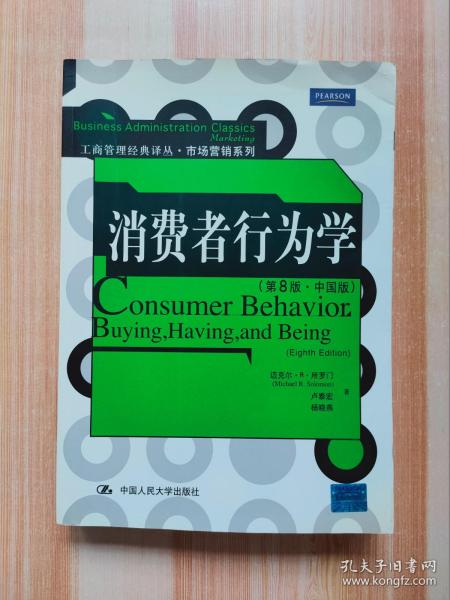 PEARSON
Business Administration Classics
Marketing
工商管理经典译丛·市场营销系列
消费者行为学
(第8版·中国版)
Consumer Behavior:
Buying, Having, and Being
(Eighth Edition)
迈克尔·R·所罗门
(Michael R. Solomon)
卢泰宏
杨晓燕
著
中国人民大学出版社
孔夫子旧书网
www.kongfz.com